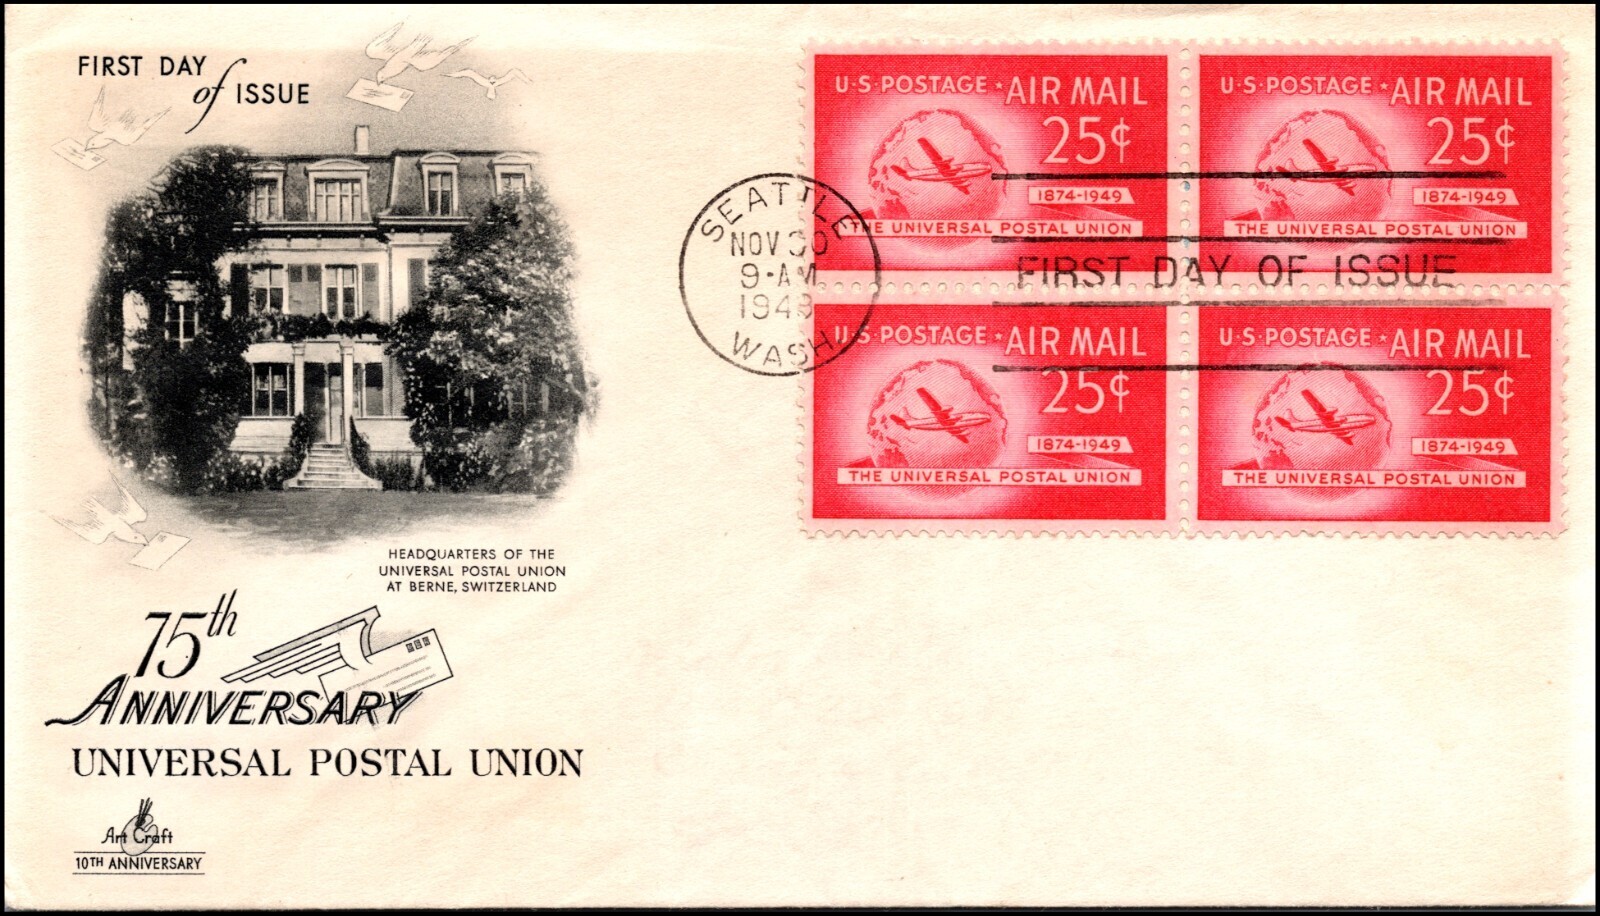 FIRST DAY
of ISSUE
HEADQUARTERS OF THE
UNIVERSAL POSTAL UNION
AT BERNE, SWITZERLAND
75th
ANNIVERSARY
UNIVERSAL POSTAL UNION
Art Craft
10TH ANNIVERSARY
SEATTLE
NOV 30
9-AM
1949
WASH.
U.S. POSTAGE ★ AIR MAIL
25¢
1874-1949
THE UNIVERSAL POSTAL UNION
U.S. POSTAGE ★ AIR MAIL
25¢
1874-1949
THE UNIVERSAL POSTAL UNION
FIRST DAY OF ISSUE
U.S. POSTAGE ★ AIR MAIL
25¢
1874-1949
THE UNIVERSAL POSTAL UNION
U.S. POSTAGE ★ AIR MAIL
25¢
1874-1949
THE UNIVERSAL POSTAL UNION